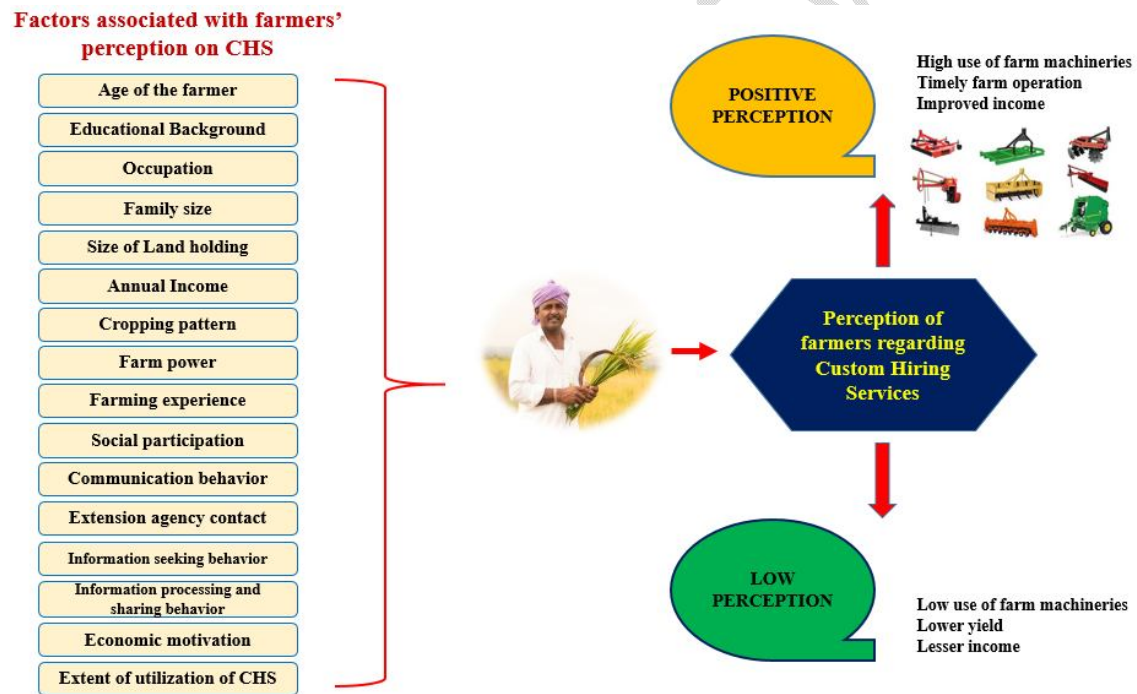 Factors associated with farmers'
perception on CHS
Age of the farmer
Educational Background
Occupation
Family size
Size of Land holding
Annual Income
Cropping pattern
Farm power
Farming experience
Social participation
Communication behavior
Extension agency contact
Information seeking behavior
Information processing and
sharing behavior
Economic motivation
Extent of utilization of CHS
Perception of
farmers regarding
Custom Hiring
Services
POSITIVE
PERCEPTION
High use of farm machineries
Timely farm operation
Improved income
LOW
PERCEPTION
Low use of farm machineries
Lower yield
Lesser income